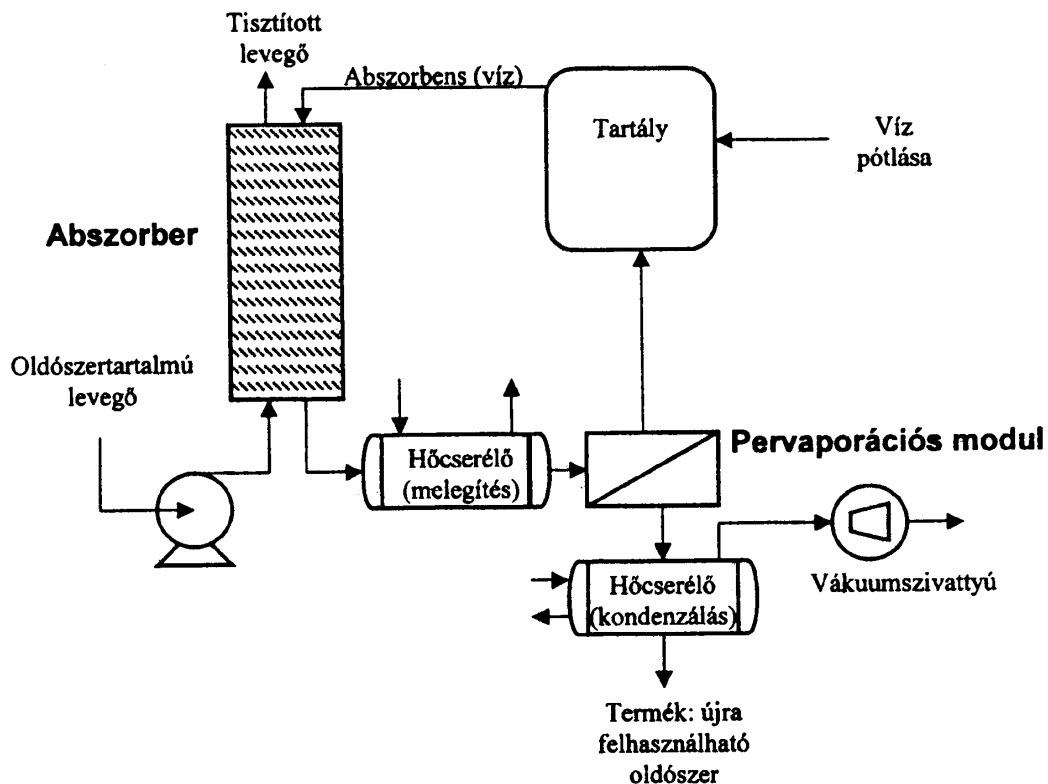 Tisztított
levegő
Abszorbens (víz)
Tartály
Víz
pótlása
Abszorber
Oldószertartalmú
levegő
Hőcserélő
(melegítés)
Pervaporációs modul
Hőcserélő
(kondenzálás)
Vákuumszivattyú
Termék: újra
felhasználható
oldószer